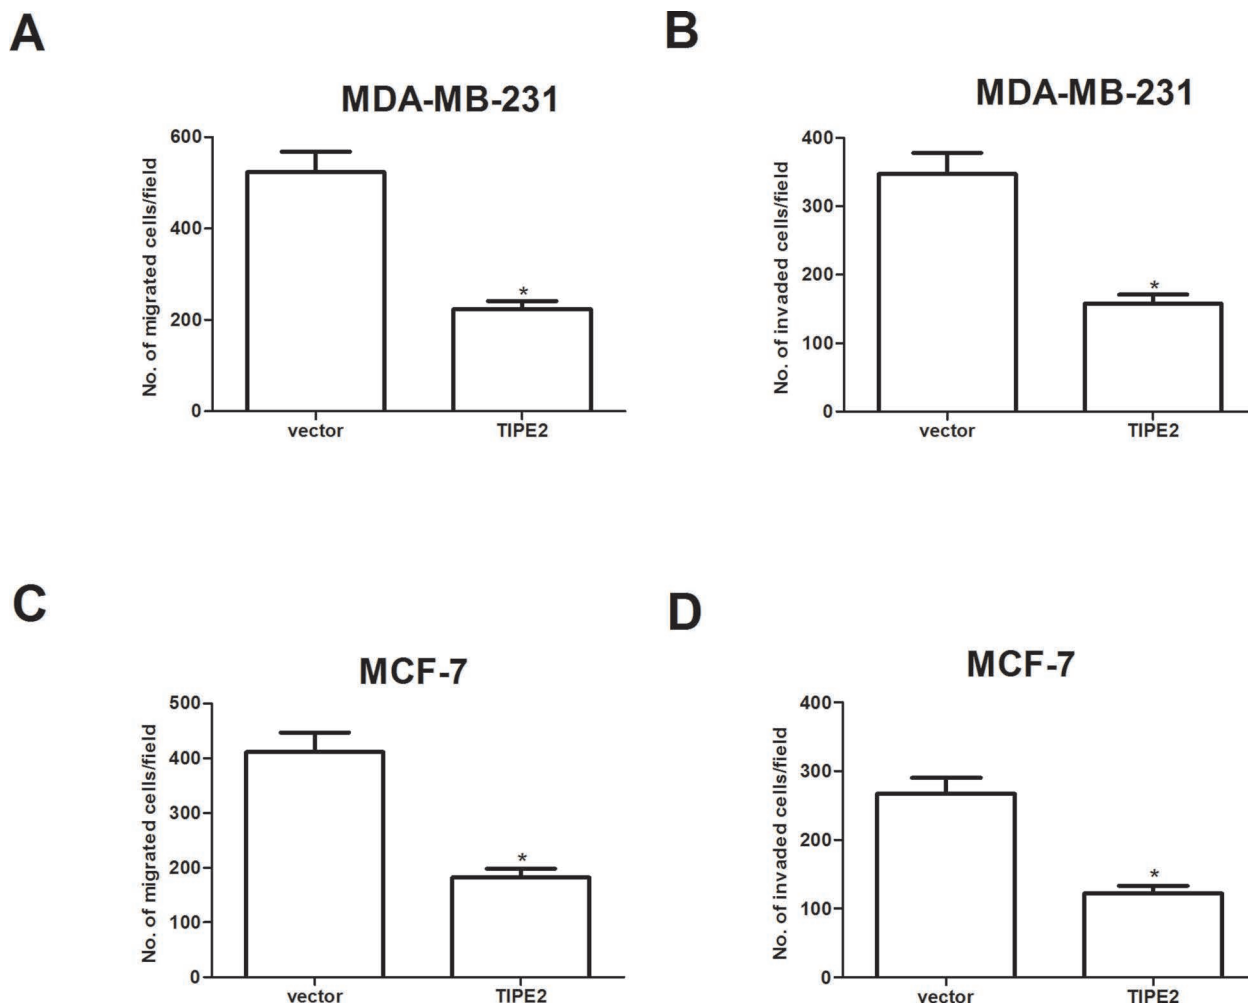 A
MDA-MB-231
No. of migrated cells/field
600
400
200
0
*
vector
TIPE2
B
MDA-MB-231
No. of invaded cells/field
400
300
200
100
0
*
vector
TIPE2
C
MCF-7
No. of migrated cells/field
500
400
300
200
100
0
*
vector
TIPE2
D
MCF-7
No. of invaded cells/field
400
300
200
100
0
*
vector
TIPE2